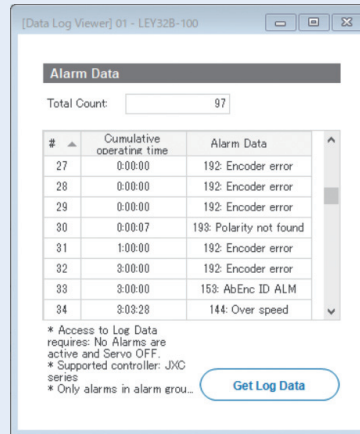 [Data Log Viewer] 01 - LEY32B-100
Alarm Data
Total Count: 97
# Cumulative operating time Alarm Data
27 0:00:00 192: Encoder error
28 0:00:00 192: Encoder error
29 0:00:00 192: Encoder error
30 0:00:07 193: Polarity not found
31 1:00:00 192: Encoder error
32 3:00:00 192: Encoder error
33 3:00:00 153: AbEnc ID ALM
34 3:03:28 144: Over speed
* Access to Log Data
requires: No Alarms are
active and Servo OFF.
* Supported controller: JXC
series
* Only alarms in alarm grou...
Get Log Data